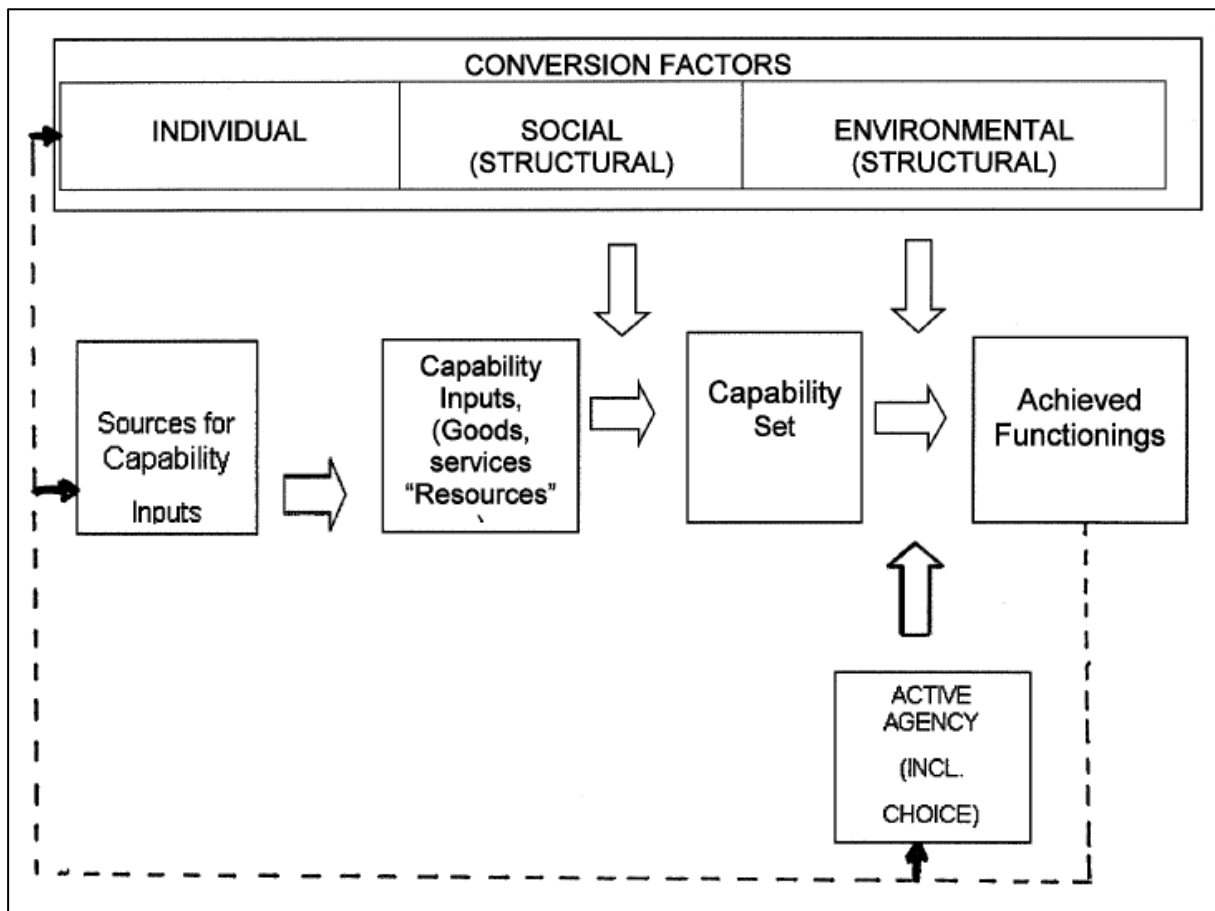 CONVERSION FACTORS
INDIVIDUAL
SOCIAL
(STRUCTURAL)
ENVIRONMENTAL
(STRUCTURAL)
Sources for
Capability
Inputs
Capability
Inputs,
(Goods,
services
“Resources”
Capability
Set
Achieved
Functionings
ACTIVE
AGENCY
(INCL.
CHOICE)